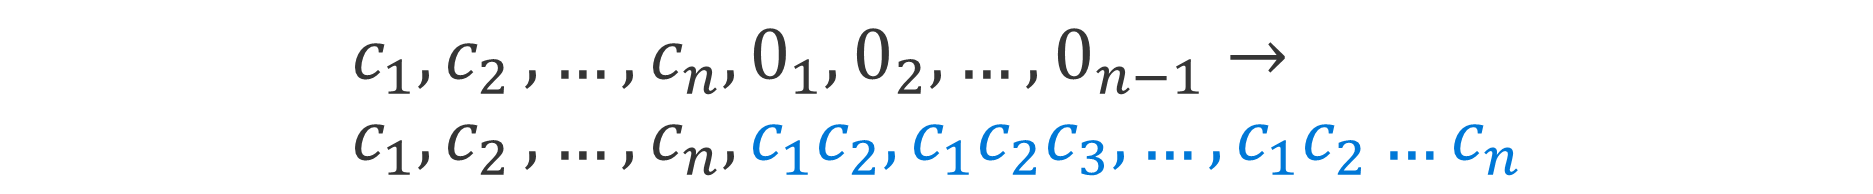 c₁, c₂ , … , cₙ, 0₁, 0₂, … , 0ₙ₋₁ →
c₁, c₂ , … , cₙ, c₁c₂, c₁c₂c₃, … , c₁c₂ … cₙ